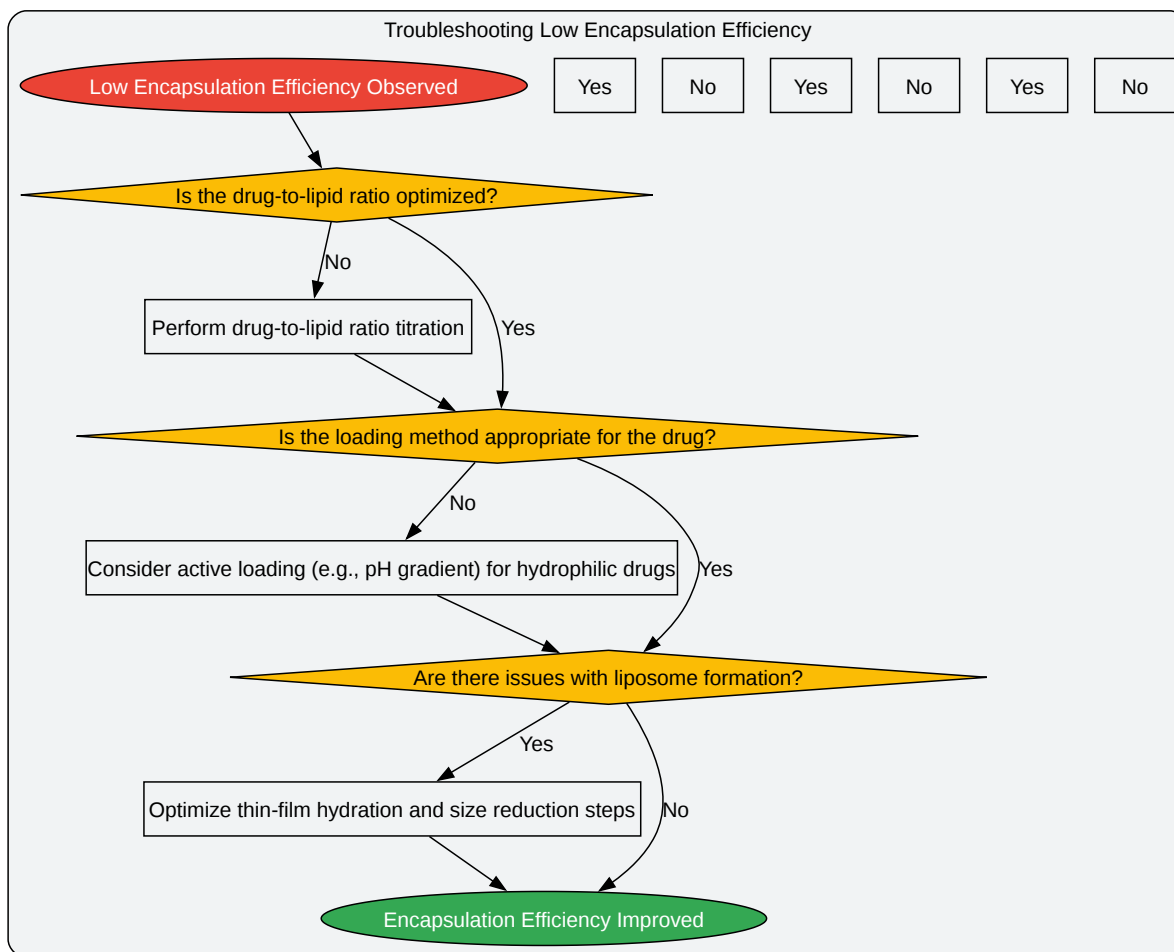 Troubleshooting Low Encapsulation Efficiency
Low Encapsulation Efficiency Observed
Yes
No
Yes
No
Yes
No
Is the drug-to-lipid ratio optimized?
No
Perform drug-to-lipid ratio titration
Yes
Is the loading method appropriate for the drug?
No
Consider active loading (e.g., pH gradient) for hydrophilic drugs
Yes
Are there issues with liposome formation?
Yes
Optimize thin-film hydration and size reduction steps
No
Encapsulation Efficiency Improved